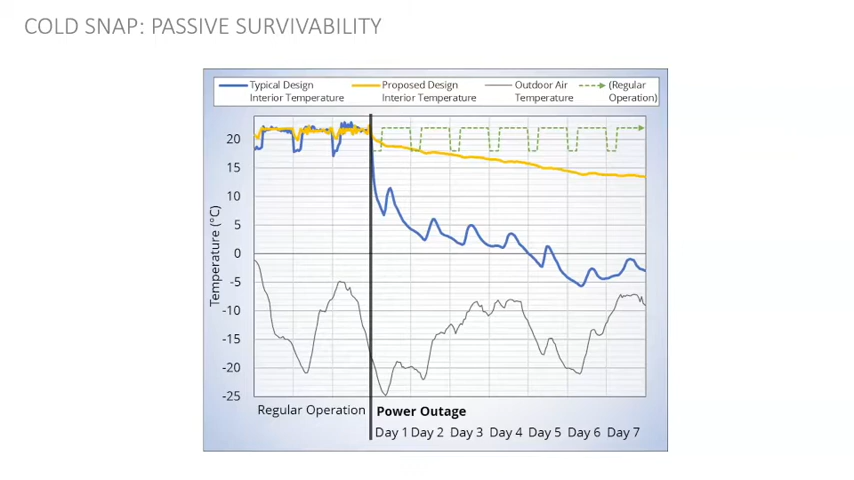 COLD SNAP: PASSIVE SURVIVABILITY
Typical Design Interior Temperature
Proposed Design Interior Temperature
Outdoor Air Temperature
(Regular Operation)
Temperature (°C)
20
15
10
5
0
-5
-10
-15
-20
-25
Regular Operation
Power Outage
Day 1 Day 2 Day 3 Day 4 Day 5 Day 6 Day 7